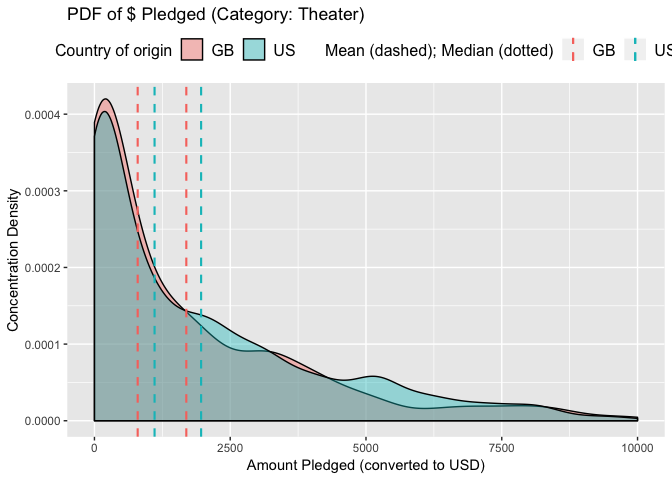 PDF of $ Pledged (Category: Theater)
Country of origin GB US Mean (dashed); Median (dotted) GB US
0.0004
0.0003
0.0002
0.0001
0.0000
Concentration Density
0 2500 5000 7500 10000
Amount Pledged (converted to USD)